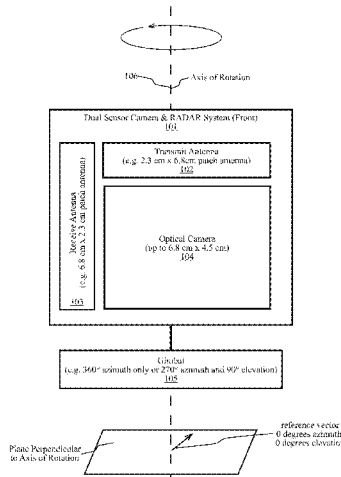 106
Axis of Rotation
Dual Sensor Camera & RADAR System (Front)
101
Transmit Antenna
(e.g. 2.3 cm x 6.8cm patch antenna)
102
Receive Antenna
(e.g. 6.8 cm x 2.3 cm patch antenna)
103
Optical Camera
(up to 6.8 cm x 4.5 cm)
104
Gimbal
(e.g. 360° azimuth only or 270° azimuth and 90° elevation)
105
Plane Perpendicular
to Axis of Rotation
reference vector
0 degrees azimuth
0 degrees